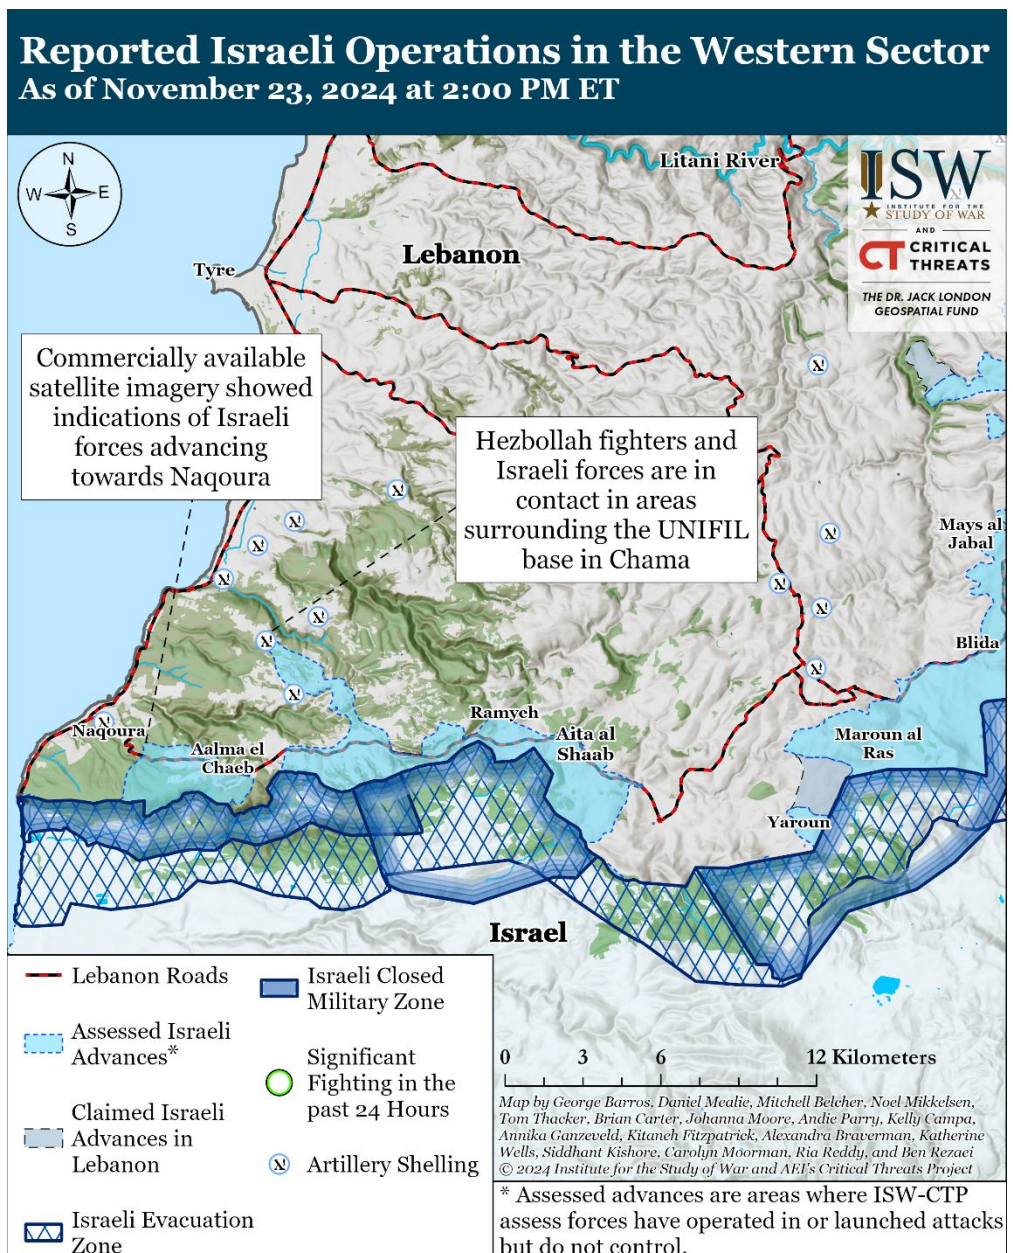 Reported Israeli Operations in the Western Sector
As of November 23, 2024 at 2:00 PM ET
N
W
E
S
Litani River
ISW
INSTITUTE FOR THE
STUDY OF WAR
AND
CT CRITICAL
THREATS
THE DR. JACK LONDON
GEOSPATIAL FUND
Lebanon
Tyre
Commercially available
satellite imagery showed
indications of Israeli
forces advancing
towards Naqoura
Hezbollah fighters and
Israeli forces are in
contact in areas
surrounding the UNIFIL
base in Chama
Mays al
Jabal
Blida
Naqoura
Aalma el
Chaeb
Ramyeh
Aita al
Shaab
Maroun al
Ras
Yaroun
Israel
Lebanon Roads
Assessed Israeli
Advances*
Claimed Israeli
Advances in
Lebanon
Israeli Evacuation
Zone
Israeli Closed
Military Zone
Significant
Fighting in the
past 24 Hours
Artillery Shelling
0 3 6 12 Kilometers
Map by George Barros, Daniel Mealie, Mitchell Belcher, Noel Mikkelsen,
Tom Thacker, Brian Carter, Johanna Moore, Andie Parry, Kelly Campa,
Annika Ganzeveld, Kitaneh Fitzpatrick, Alexandra Braverman, Katherine
Wells, Siddhant Kishore, Carolyn Moorman, Ria Reddy, and Ben Rezaei
© 2024 Institute for the Study of War and AEI's Critical Threats Project
* Assessed advances are areas where ISW-CTP
assess forces have operated in or launched attacks
but do not control.